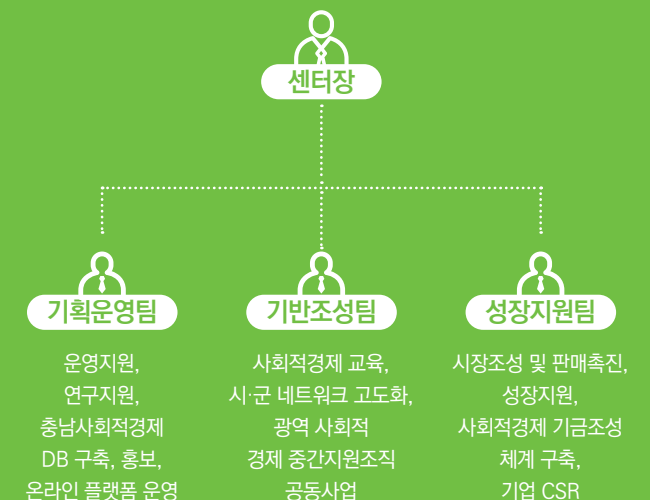 센터장
기획운영팀
운영지원,
연구지원,
충남사회적경제
DB 구축, 홍보,
온라인 플랫폼 운영
기반조성팀
사회적경제 교육,
시·군 네트워크 고도화,
광역 사회적
경제 중간지원조직
공동사업
성장지원팀
시장조성 및 판매촉진,
성장지원,
사회적경제 기금조성
체계 구축,
기업 CSR